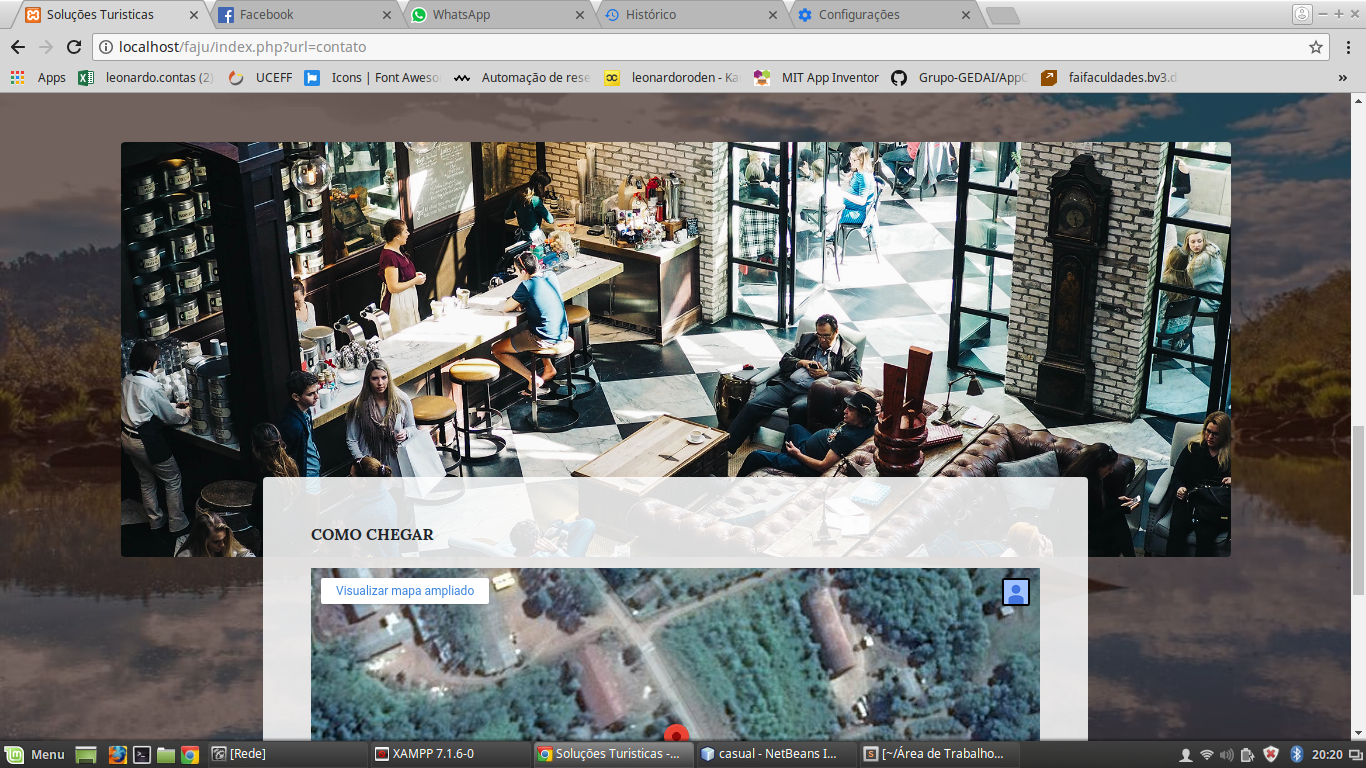 Soluções Turisticas
Facebook
WhatsApp
Histórico
Configurações
localhost/faju/index.php?url=contato
Apps
leonardo.contas (2)
UCEFF
Icons | Font Aweso
Automação de rese
leonardoroden - Ka
MIT App Inventor
Grupo-GEDAI/AppC
faifaculdades.bv3.d
»
COMO CHEGAR
Visualizar mapa ampliado
Menu
[Rede]
XAMPP 7.1.6-0
Soluções Turisticas -...
casual - NetBeans I...
[~/Área de Trabalho...
20:20